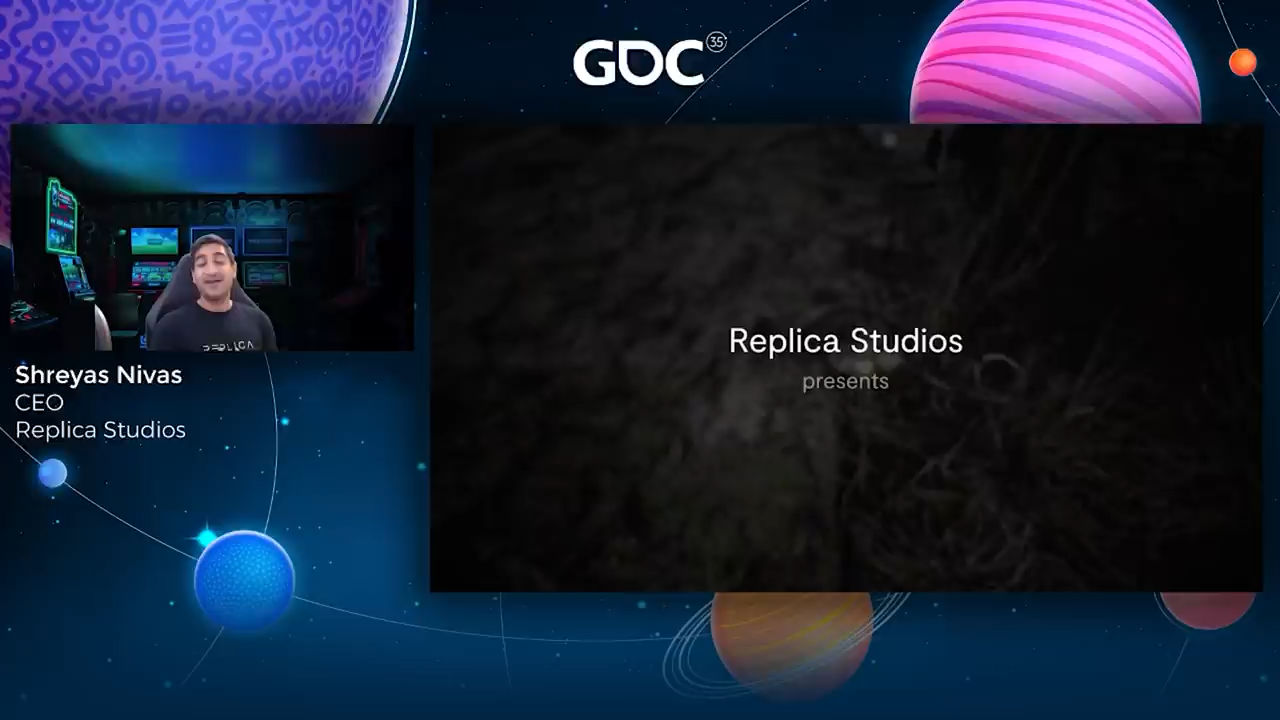 GDC 35
Shreyas Nivas
CEO
Replica Studios
REPLICA
Replica Studios
presents